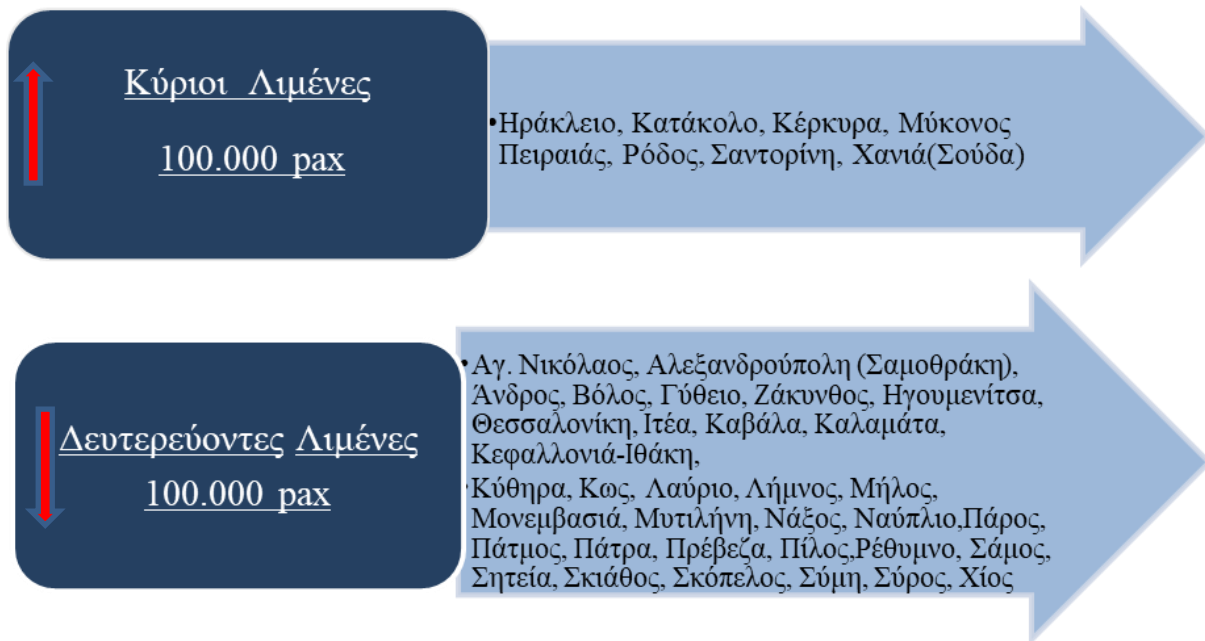 Κύριοι Λιμένες
100.000 pax
•Ηράκλειο, Κατάκολο, Κέρκυρα, Μύκονος
Πειραιάς, Ρόδος, Σαντορίνη, Χανιά(Σούδα)
Δευτερεύοντες Λιμένες
100.000 pax
•Αγ. Νικόλαος, Αλεξανδρούπολη (Σαμοθράκη),
Άνδρος, Βόλος, Γύθειο, Ζάκυνθος, Ηγουμενίτσα,
Θεσσαλονίκη, Ιτέα, Καβάλα, Καλαμάτα,
Κεφαλλονιά-Ιθάκη,
•Κύθηρα, Κως, Λαύριο, Λήμνος, Μήλος,
Μονεμβασιά, Μυτιλήνη, Νάξος, Ναύπλιο,Πάρος,
Πάτμος, Πάτρα, Πρέβεζα, Πίλος,Ρέθυμνο, Σάμος,
Σητεία, Σκιάθος, Σκόπελος, Σύμη, Σύρος, Χίος